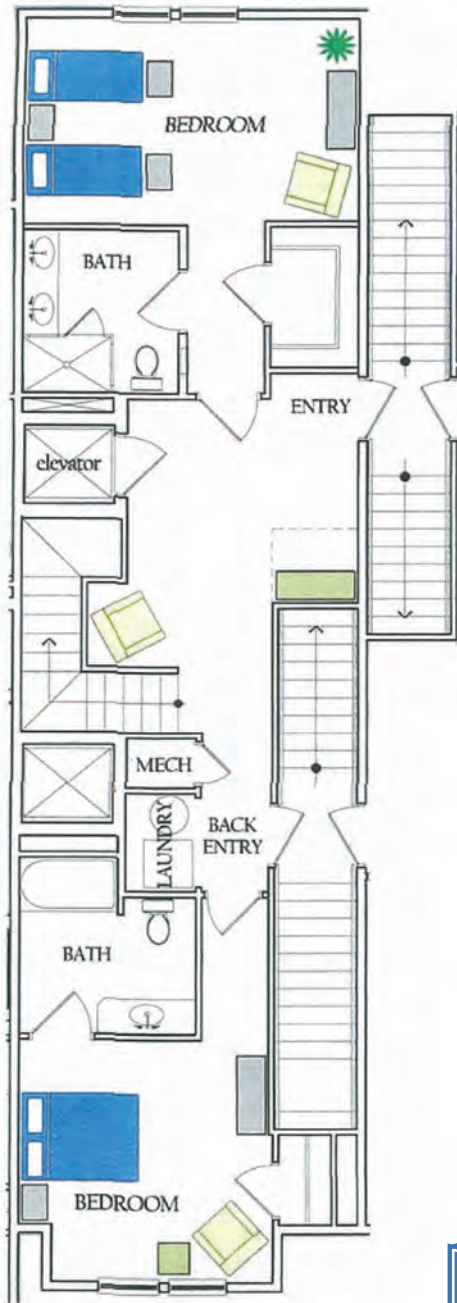 BEDROOM
BATH
ENTRY
elevator
MECH
LAUNDRY
BACK
ENTRY
BATH
BEDROOM